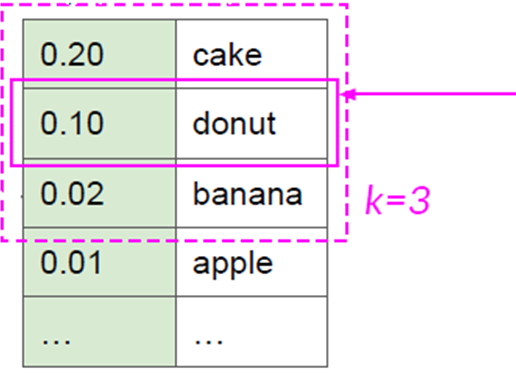 0.20 cake
0.10 donut
0.02 banana
k=3
0.01 apple
... ...